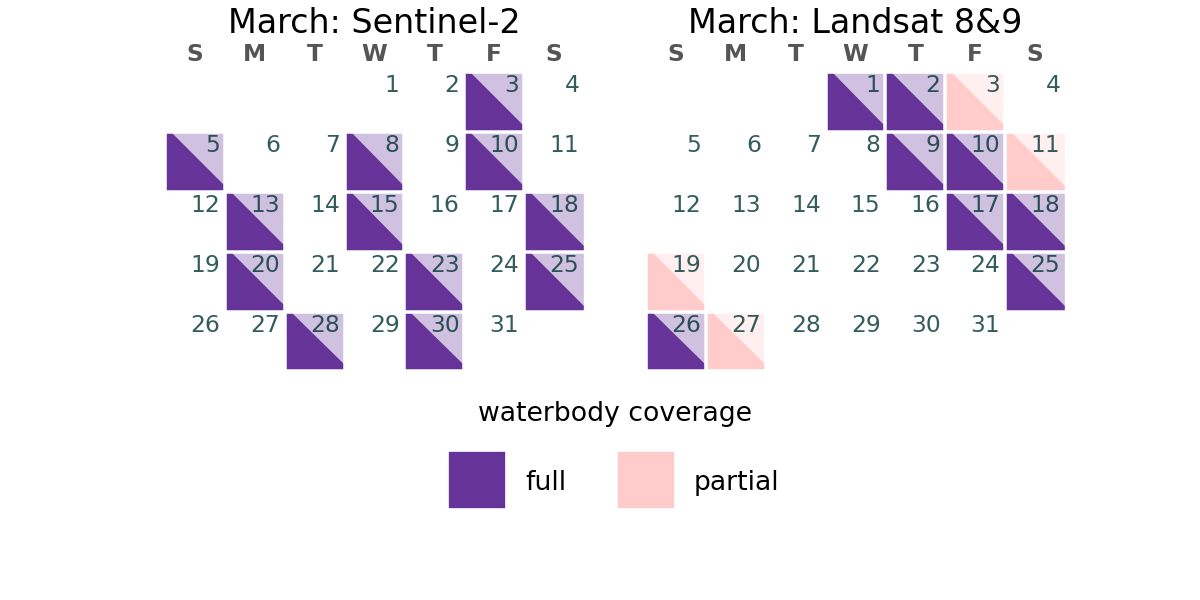 March: Sentinel-2
S M T W T F S
1 2 3 4
5 6 7 8 9 10 11
12 13 14 15 16 17 18
19 20 21 22 23 24 25
26 27 28 29 30 31
March: Landsat 8&9
S M T W T F S
1 2 3 4
5 6 7 8 9 10 11
12 13 14 15 16 17 18
19 20 21 22 23 24 25
26 27 28 29 30 31
waterbody coverage
full partial